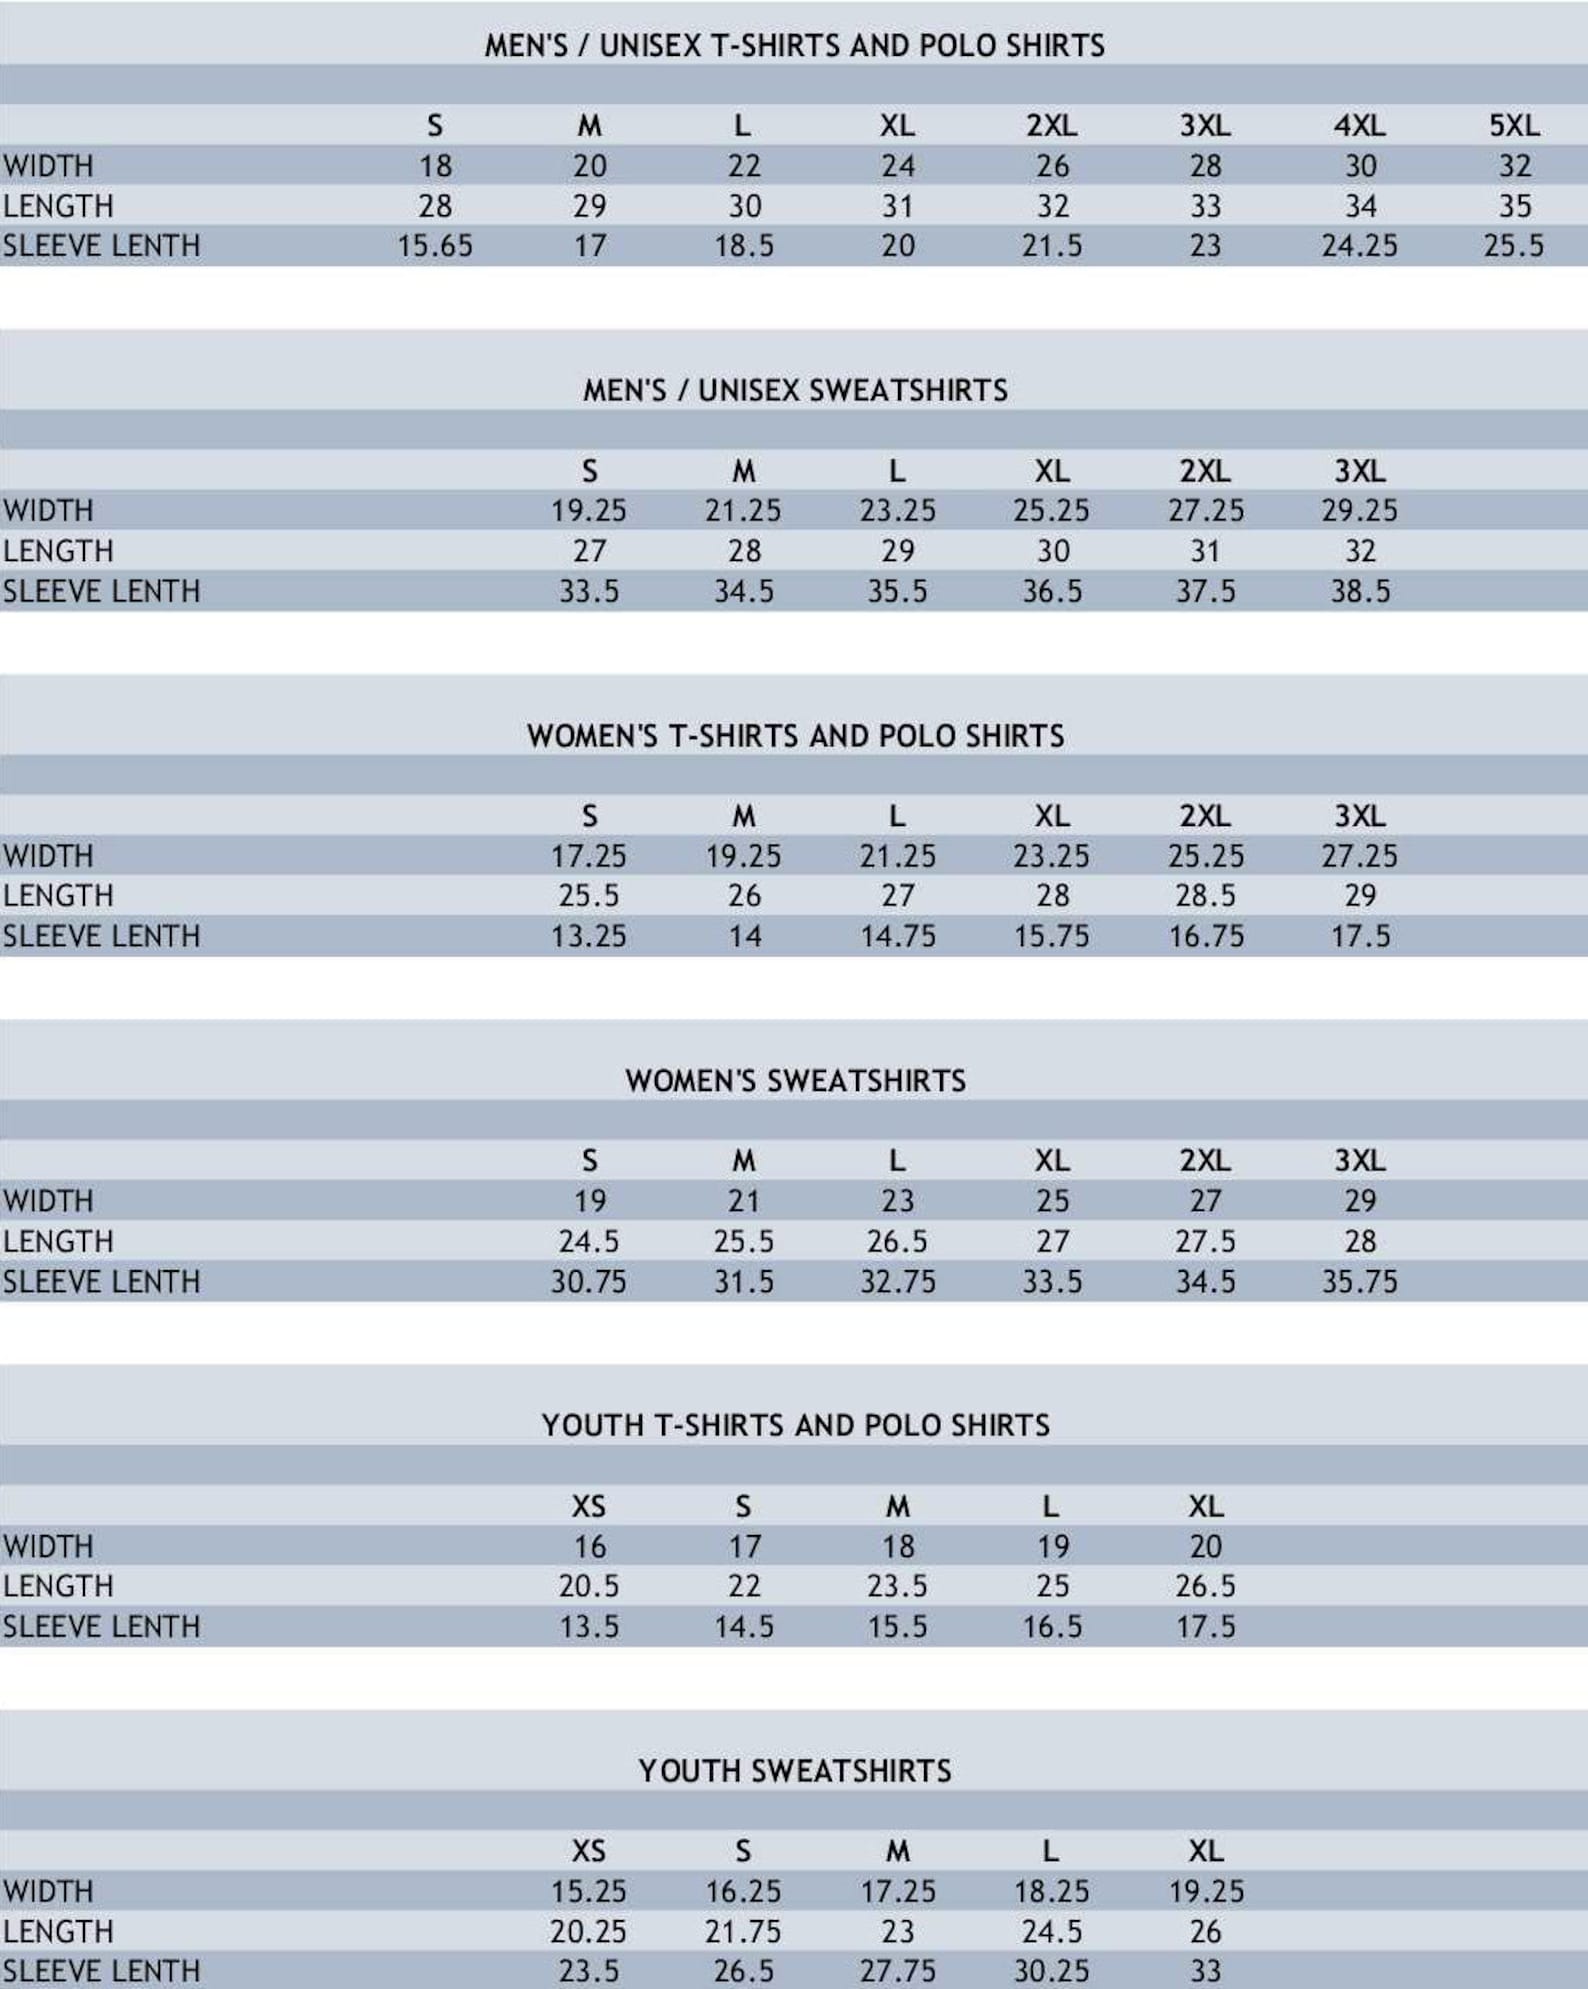 MEN'S / UNISEX T-SHIRTS AND POLO SHIRTS
S M L XL 2XL 3XL 4XL 5XL
WIDTH 18 20 22 24 26 28 30 32
LENGTH 28 29 30 31 32 33 34 35
SLEEVE LENTH 15.65 17 18.5 20 21.5 23 24.25 25.5
MEN'S / UNISEX SWEATSHIRTS
S M L XL 2XL 3XL
WIDTH 19.25 21.25 23.25 25.25 27.25 29.25
LENGTH 27 28 29 30 31 32
SLEEVE LENTH 33.5 34.5 35.5 36.5 37.5 38.5
WOMEN'S T-SHIRTS AND POLO SHIRTS
S M L XL 2XL 3XL
WIDTH 17.25 19.25 21.25 23.25 25.25 27.25
LENGTH 25.5 26 27 28 28.5 29
SLEEVE LENTH 13.25 14 14.75 15.75 16.75 17.5
WOMEN'S SWEATSHIRTS
S M L XL 2XL 3XL
WIDTH 19 21 23 25 27 29
LENGTH 24.5 25.5 26.5 27 27.5 28
SLEEVE LENTH 30.75 31.5 32.75 33.5 34.5 35.75
YOUTH T-SHIRTS AND POLO SHIRTS
XS S M L XL
WIDTH 16 17 18 19 20
LENGTH 20.5 22 23.5 25 26.5
SLEEVE LENTH 13.5 14.5 15.5 16.5 17.5
YOUTH SWEATSHIRTS
XS S M L XL
WIDTH 15.25 16.25 17.25 18.25 19.25
LENGTH 20.25 21.75 23 24.5 26
SLEEVE LENTH 23.5 26.5 27.75 30.25 33